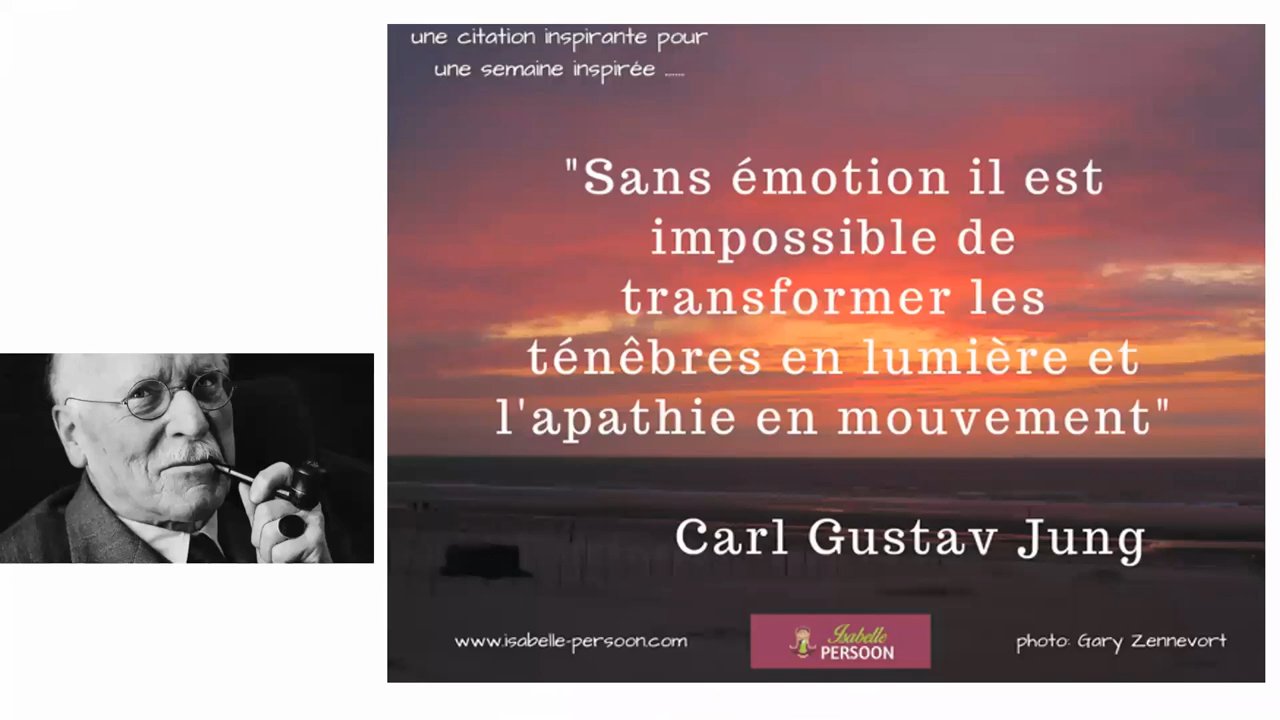 une citation inspirante pour
une semaine inspirée ......
"Sans émotion il est
impossible de
transformer les
ténêbres en lumière et
l'apathie en mouvement"
Carl Gustav Jung
www.isabelle-persoon.com
Isabelle
PERSOON
photo: Gary Zennevort